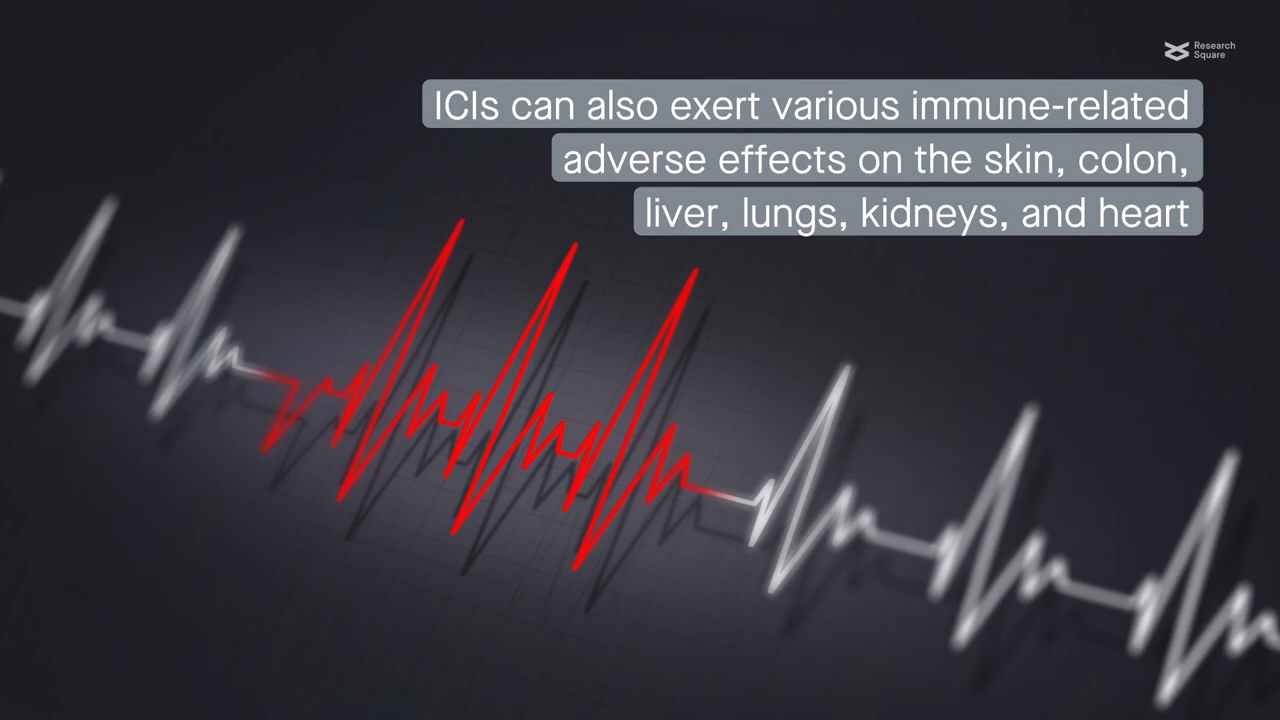 Research
Square
ICIs can also exert various immune-related
adverse effects on the skin, colon,
liver, lungs, kidneys, and heart